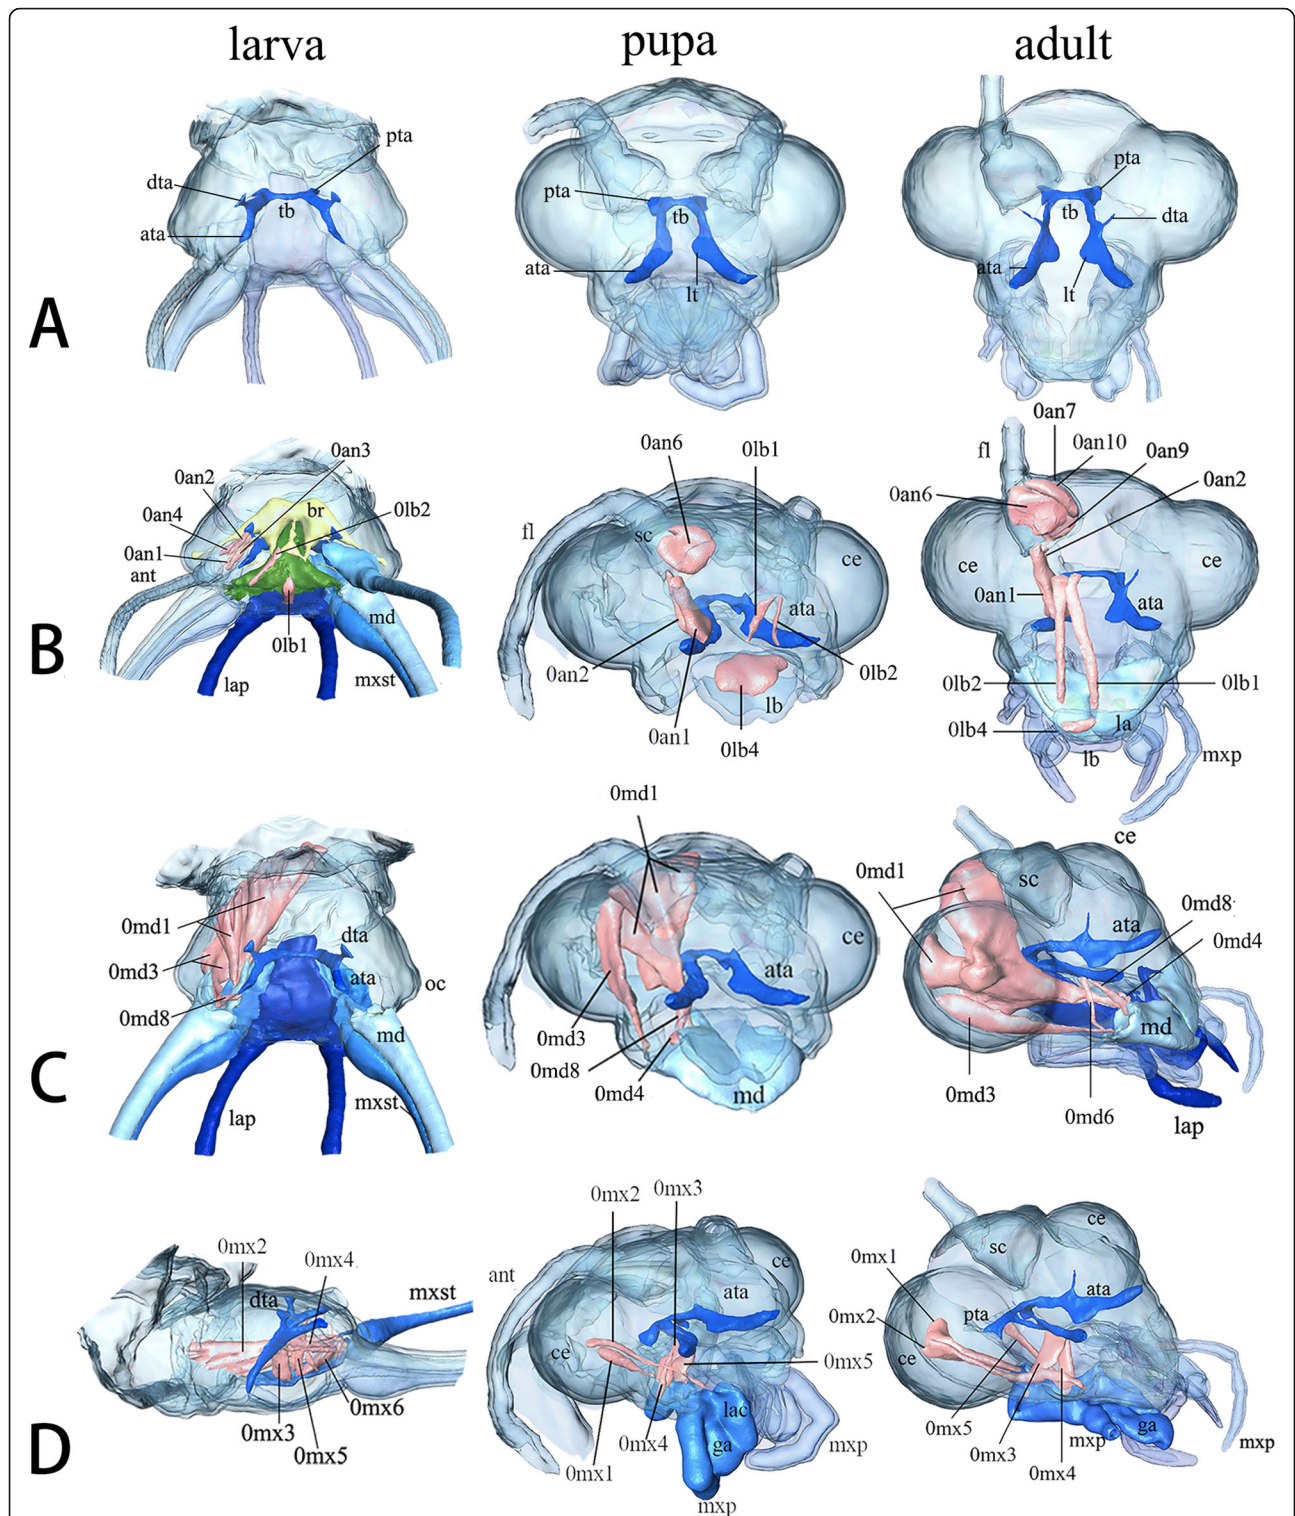 larva pupa adult
pta
dta
tb
ata
pta
tb
ata
lt
pta
tb
dta
ata
lt
A
0an3
0an2
br
0lb2
0an4
0an1
ant
md
0lb1
lap
mxst
0an6
0lb1
fl
sc
ce
ata
0an2
0lb2
0an1
lb
0lb4
0an7
fl
0an10
0an9
0an2
0an6
ce
ce
0an1
ata
0lb2
0lb1
la
0lb4
lb
mxp
B
0md1
dta
0md3
ata
oc
0md8
md
mxst
lap
0md1
ce
ata
0md3
0md8
0md4
md
ce
0md1
sc
0md8
ata
0md4
md
0md3
0md6
lap
C
0mx2
0mx4
dta
mxst
0mx6
0mx3
0mx5
0mx2
0mx3
ant
ce
ata
ce
0mx5
lac
0mx4
ga
mxp
0mx1
mxp
ce
sc
0mx1
ata
pta
0mx2
ce
0mx5
0mx3
mxp
ga
mxp
0mx4
D